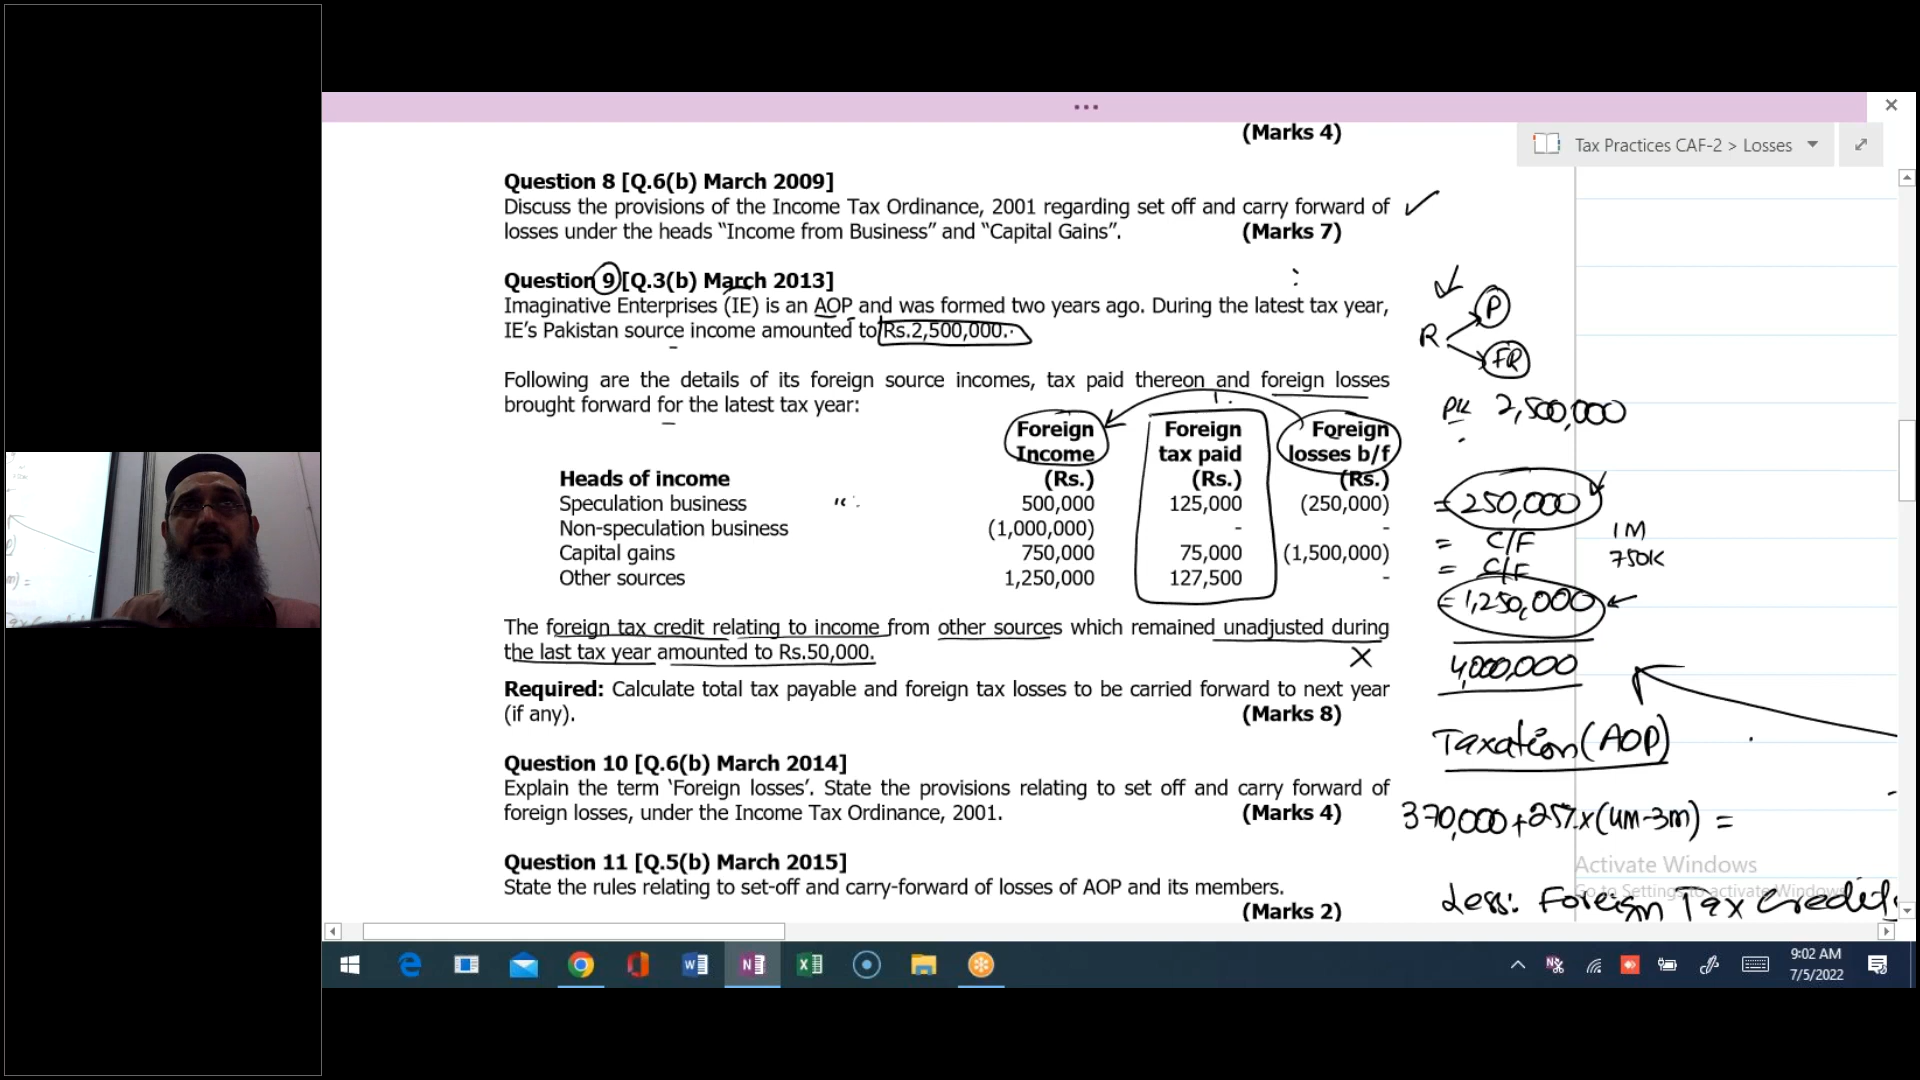 (Marks 4)
Tax Practices CAF-2 > Losses
Question 8 [Q.6(b) March 2009]
Discuss the provisions of the Income Tax Ordinance, 2001 regarding set off and carry forward of
losses under the heads “Income from Business” and “Capital Gains”. (Marks 7)
Question 9 [Q.3(b) March 2013]
Imaginative Enterprises (IE) is an AOP and was formed two years ago. During the latest tax year,
IE’s Pakistan source income amounted to Rs.2,500,000.
R P
FR
Following are the details of its foreign source incomes, tax paid thereon and foreign losses
brought forward for the latest tax year:
PK 2,500,000
Foreign Foreign Foreign
Income tax paid losses b/f
Heads of income (Rs.) (Rs.) (Rs.)
Speculation business 500,000 125,000 (250,000) = 250,000
Non-speculation business (1,000,000) - - = C/F 1M
Capital gains 750,000 75,000 (1,500,000) = C/F 750K
Other sources 1,250,000 127,500 - = 1,250,000
The foreign tax credit relating to income from other sources which remained unadjusted during
the last tax year amounted to Rs.50,000. X
4,000,000
Required: Calculate total tax payable and foreign tax losses to be carried forward to next year
(if any). (Marks 8)
Taxation (AOP)
Question 10 [Q.6(b) March 2014]
Explain the term ‘Foreign losses’. State the provisions relating to set off and carry forward of
foreign losses, under the Income Tax Ordinance, 2001. (Marks 4)
370,000 + 25% x (4m - 3m) =
Question 11 [Q.5(b) March 2015]
State the rules relating to set-off and carry-forward of losses of AOP and its members.
(Marks 2)
Activate Windows
Go to Settings to activate Windows.
Less: Foreign Tax Credit
9:02 AM
7/5/2022